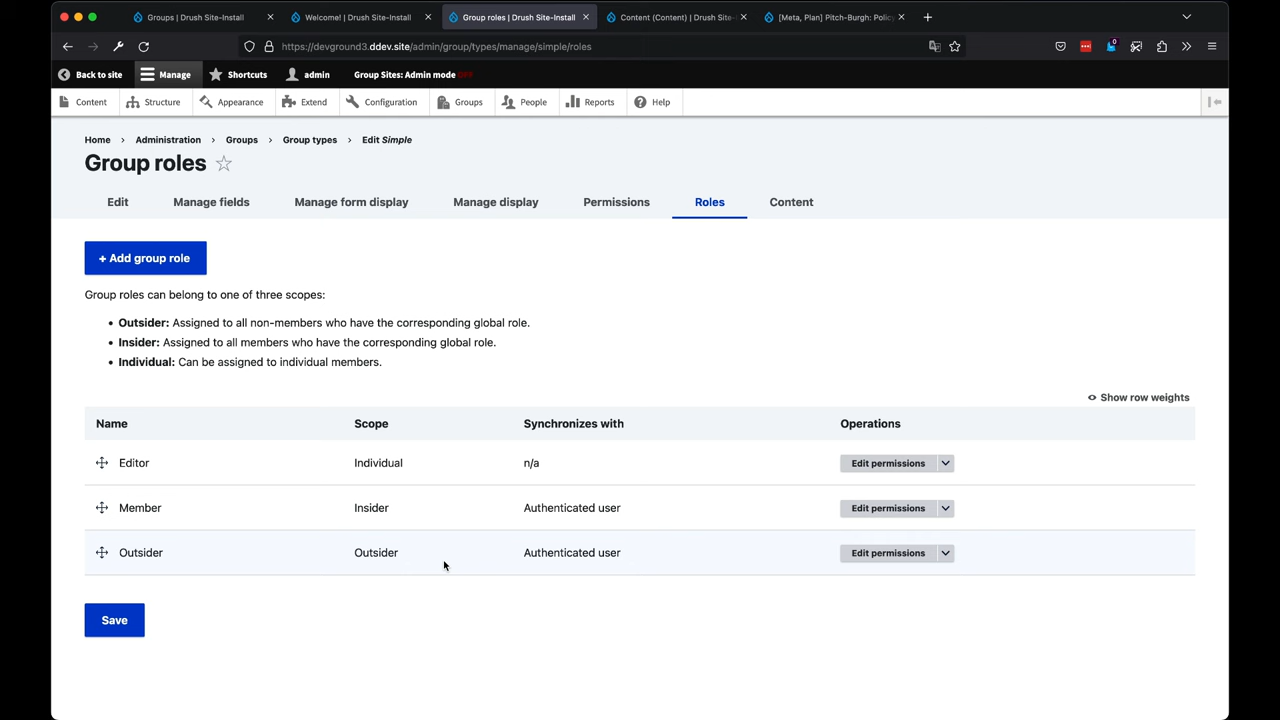 Groups | Drush Site-Install
Welcome! | Drush Site-Install
Group roles | Drush Site-Install
Content (Content) | Drush Site-
[Meta, Plan] Pitch-Burgh: Policy
https://devground3.ddev.site/admin/group/types/manage/simple/roles
0
Back to site
Manage
Shortcuts
admin
Group Sites: Admin mode OFF
Content
Structure
Appearance
Extend
Configuration
Groups
People
Reports
Help
Home › Administration › Groups › Group types › Edit Simple
Group roles
Edit
Manage fields
Manage form display
Manage display
Permissions
Roles
Content
+ Add group role
Group roles can belong to one of three scopes:
• Outsider: Assigned to all non-members who have the corresponding global role.
• Insider: Assigned to all members who have the corresponding global role.
• Individual: Can be assigned to individual members.
Show row weights
Name Scope Synchronizes with Operations
Editor Individual n/a Edit permissions
Member Insider Authenticated user Edit permissions
Outsider Outsider Authenticated user Edit permissions
Save